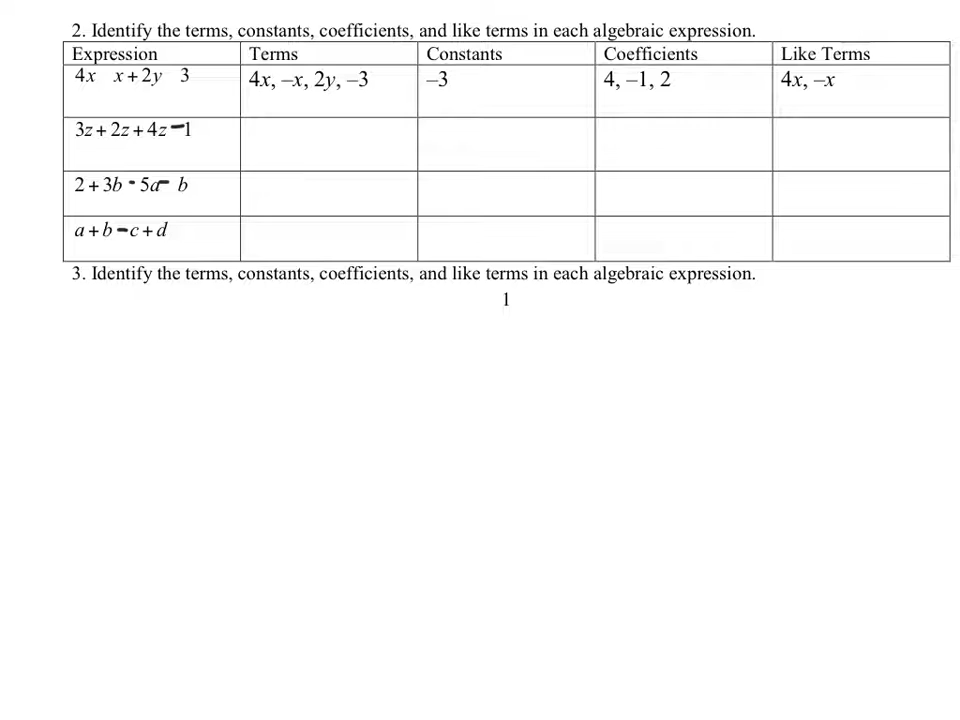 2. Identify the terms, constants, coefficients, and like terms in each algebraic expression.
Expression Terms Constants Coefficients Like Terms
4x x + 2y 3 4x, –x, 2y, –3 –3 4, –1, 2 4x, –x
3z + 2z + 4z – 1
2 + 3b - 5a – b
a + b – c + d
3. Identify the terms, constants, coefficients, and like terms in each algebraic expression.
1